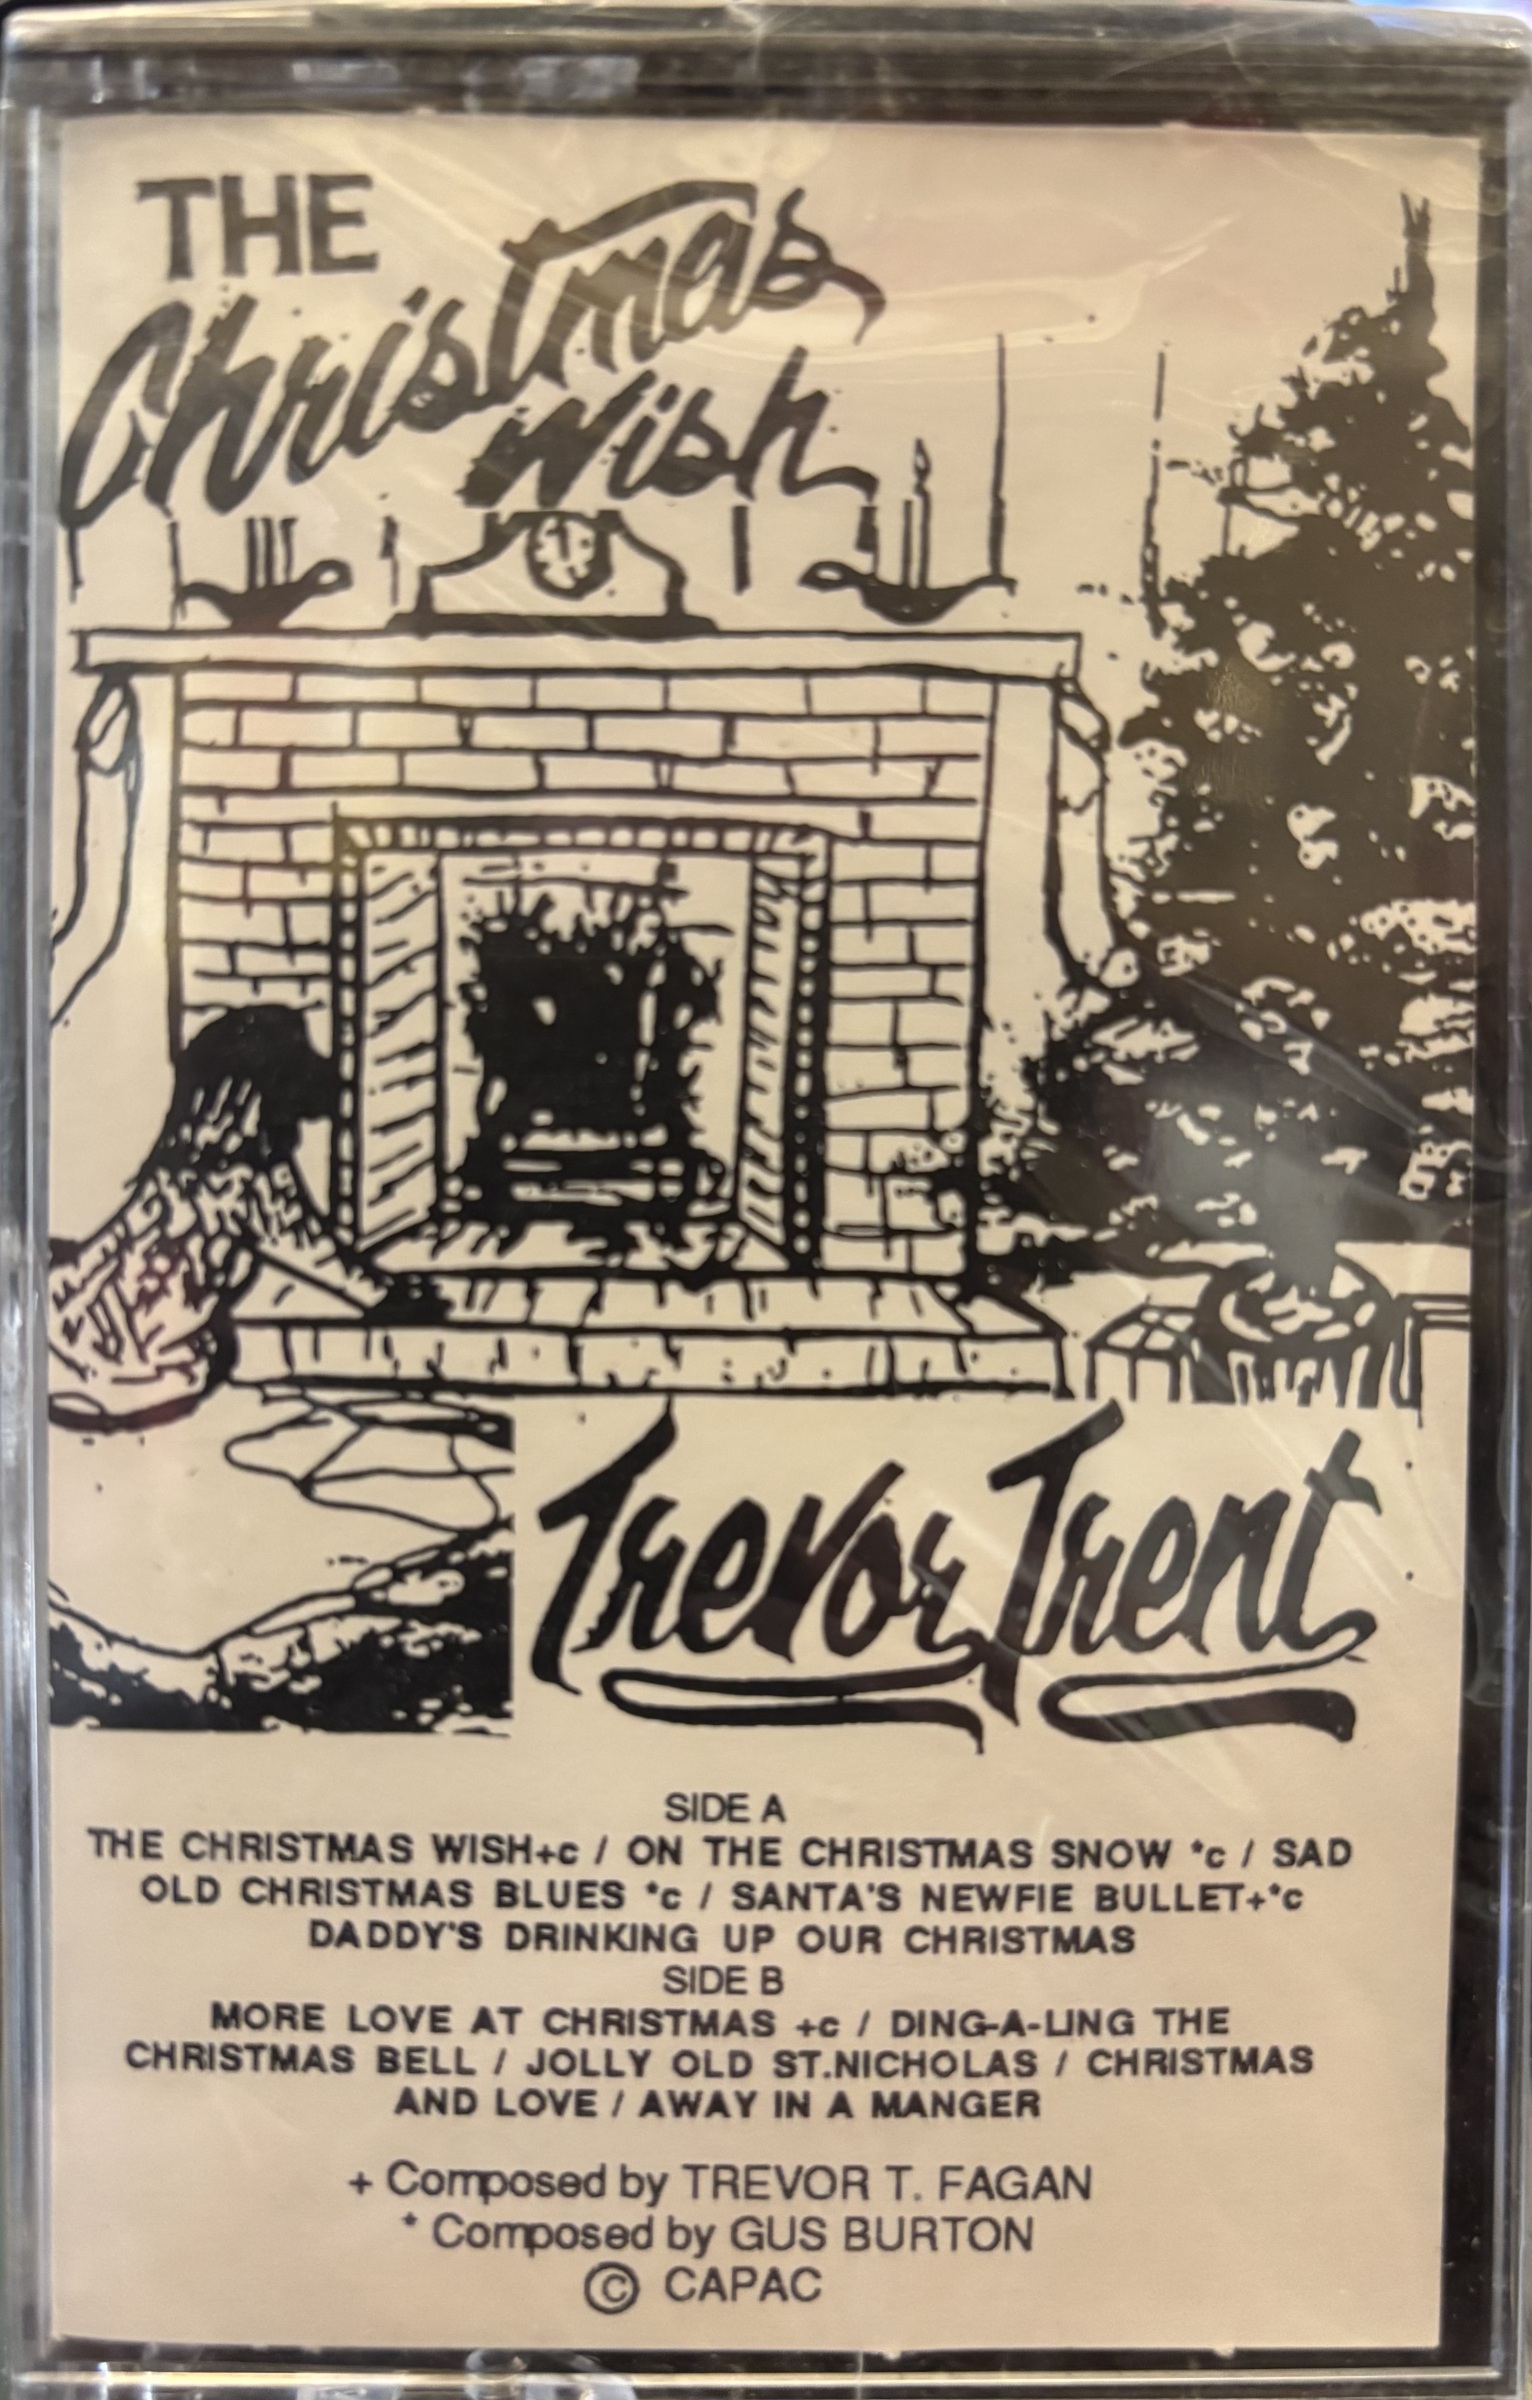 THE
Christmas
Wish
Trevor Trent
SIDE A
THE CHRISTMAS WISH+c / ON THE CHRISTMAS SNOW *c / SAD
OLD CHRISTMAS BLUES *c / SANTA'S NEWFIE BULLET+*c
DADDY'S DRINKING UP OUR CHRISTMAS
SIDE B
MORE LOVE AT CHRISTMAS +c / DING-A-LING THE
CHRISTMAS BELL / JOLLY OLD ST.NICHOLAS / CHRISTMAS
AND LOVE / AWAY IN A MANGER
+ Composed by TREVOR T. FAGAN
* Composed by GUS BURTON
© CAPAC